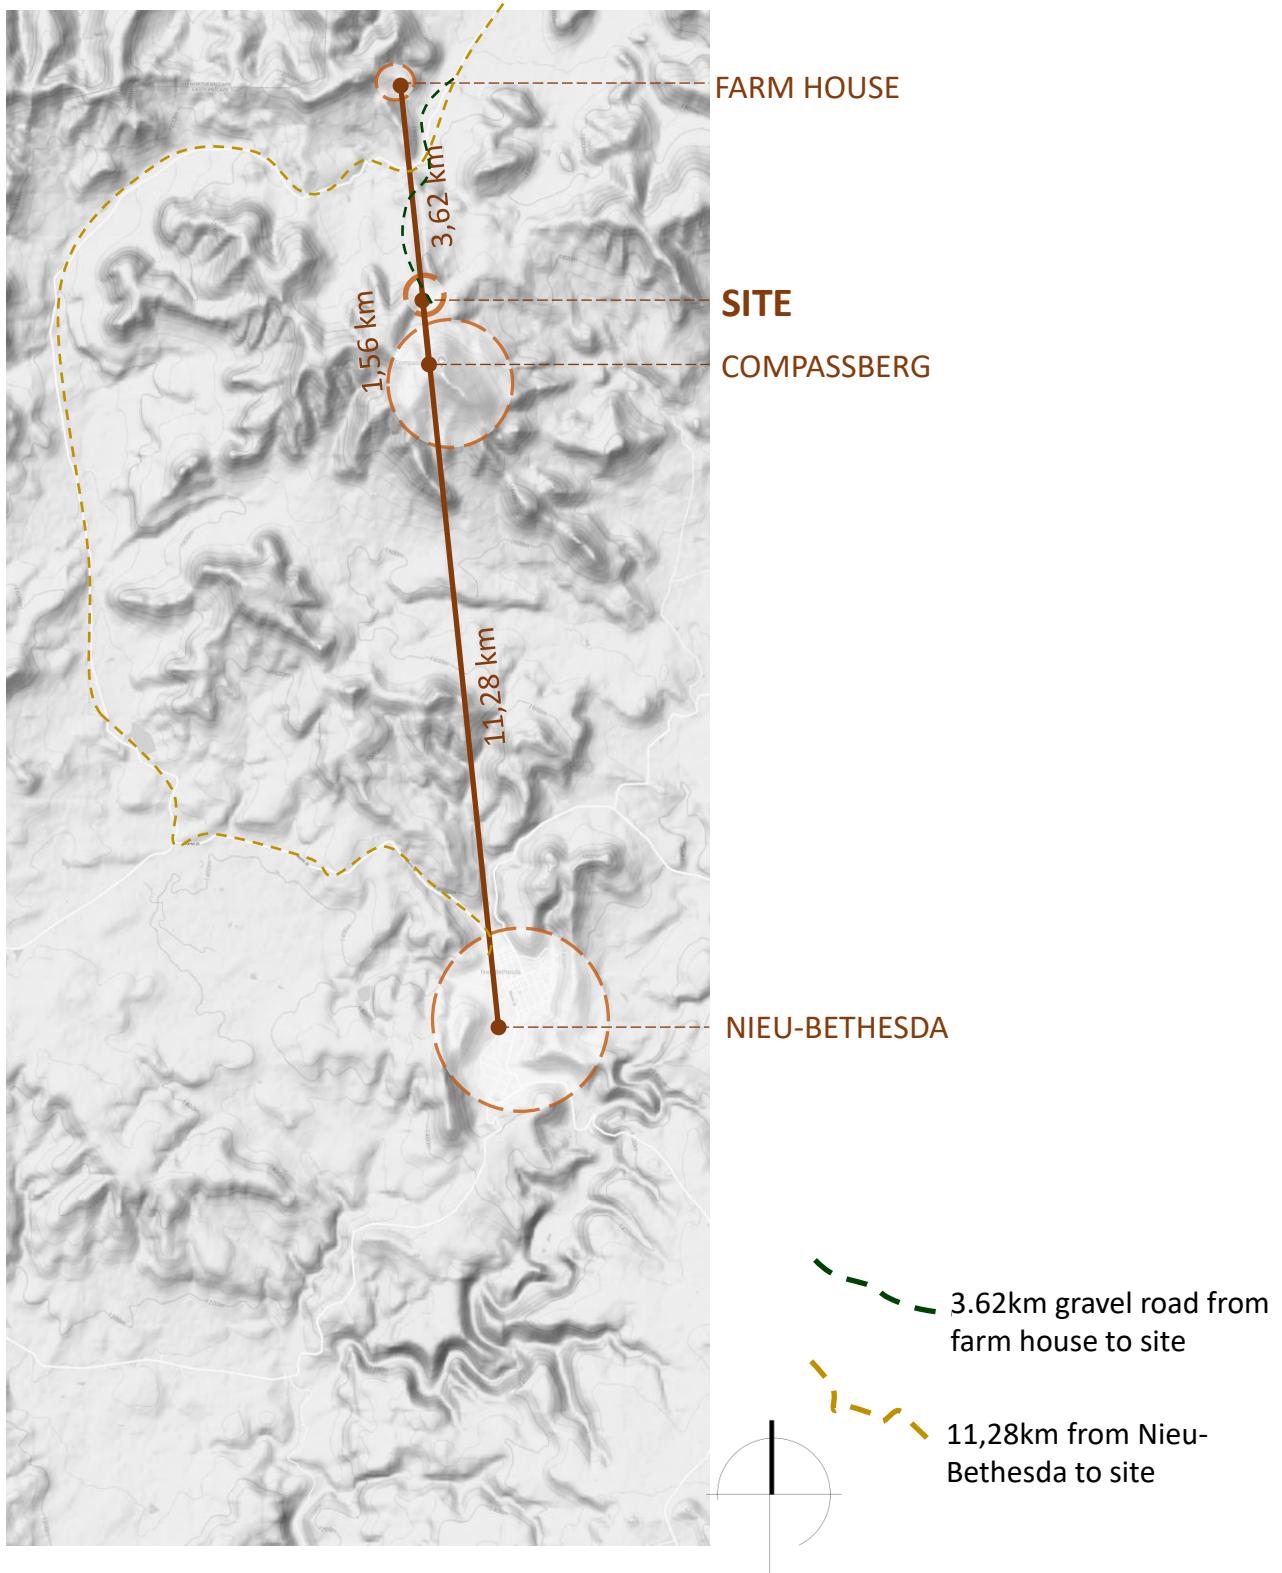 FARM HOUSE
3,62 km
SITE
1,56 km
COMPASSBERG
11,28 km
NIEU-BETHESDA
3.62km gravel road from
farm house to site
11,28km from Nieu-
Bethesda to site